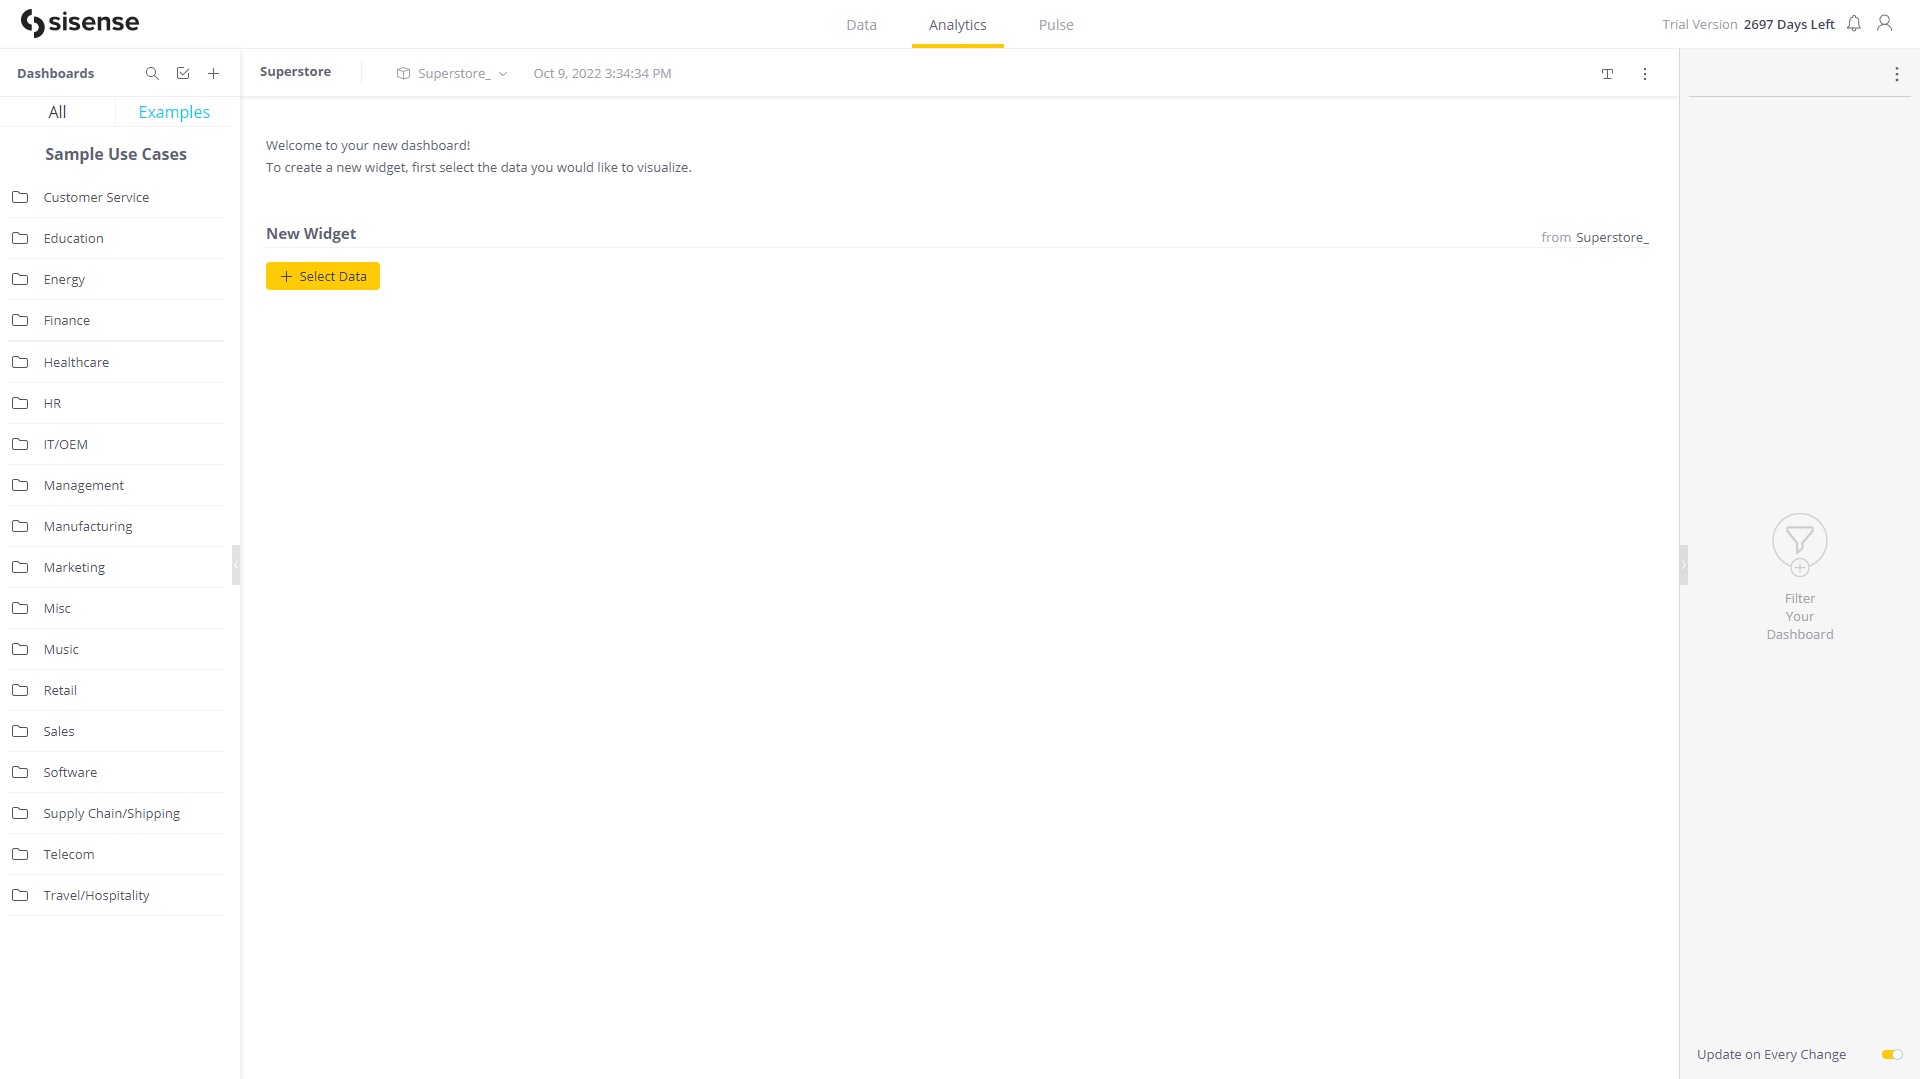 sisense
Data
Analytics
Pulse
Trial Version 2697 Days Left
Dashboards
Superstore
Superstore_
Oct 9, 2022 3:34:34 PM
All
Examples
Sample Use Cases
Customer Service
Education
Energy
Finance
Healthcare
HR
IT/OEM
Management
Manufacturing
Marketing
Misc
Music
Retail
Sales
Software
Supply Chain/Shipping
Telecom
Travel/Hospitality
Welcome to your new dashboard!
To create a new widget, first select the data you would like to visualize.
New Widget
from Superstore_
Select Data
Filter
Your
Dashboard
Update on Every Change